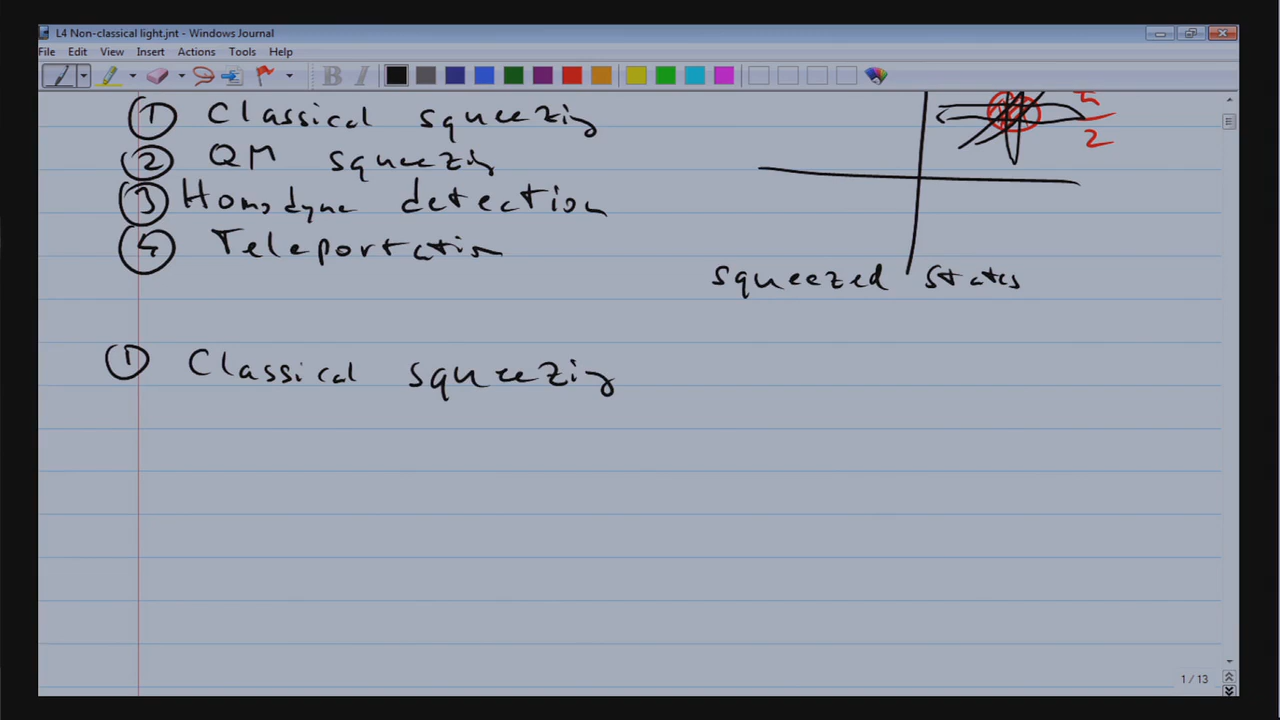 L4 Non-classical light.jnt - Windows Journal
File Edit View Insert Actions Tools Help
B I
① Classical squeezing
② QM squeezing
③ Homodyne detection
④ Teleportation
ħ
2
squeezed states
① Classical squeezing
1 / 13